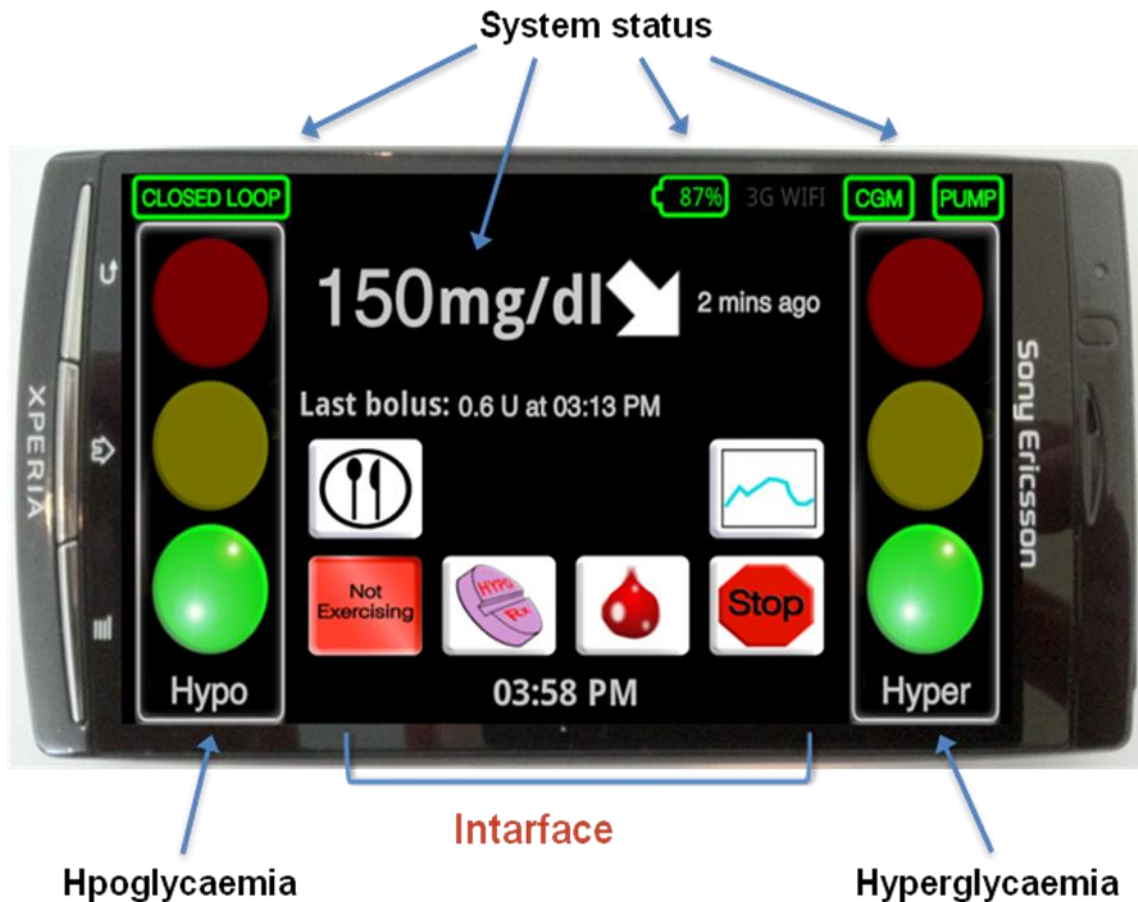 System status
CLOSED LOOP
87%
3G WIFI
CGM
PUMP
150mg/dl
2 mins ago
Last bolus: 0.6 U at 03:13 PM
Not
Exercising
HYPO
Rx
Stop
Hypo
03:58 PM
Hyper
XPERIA
Sony Ericsson
Intarface
Hpoglycaemia
Hyperglycaemia